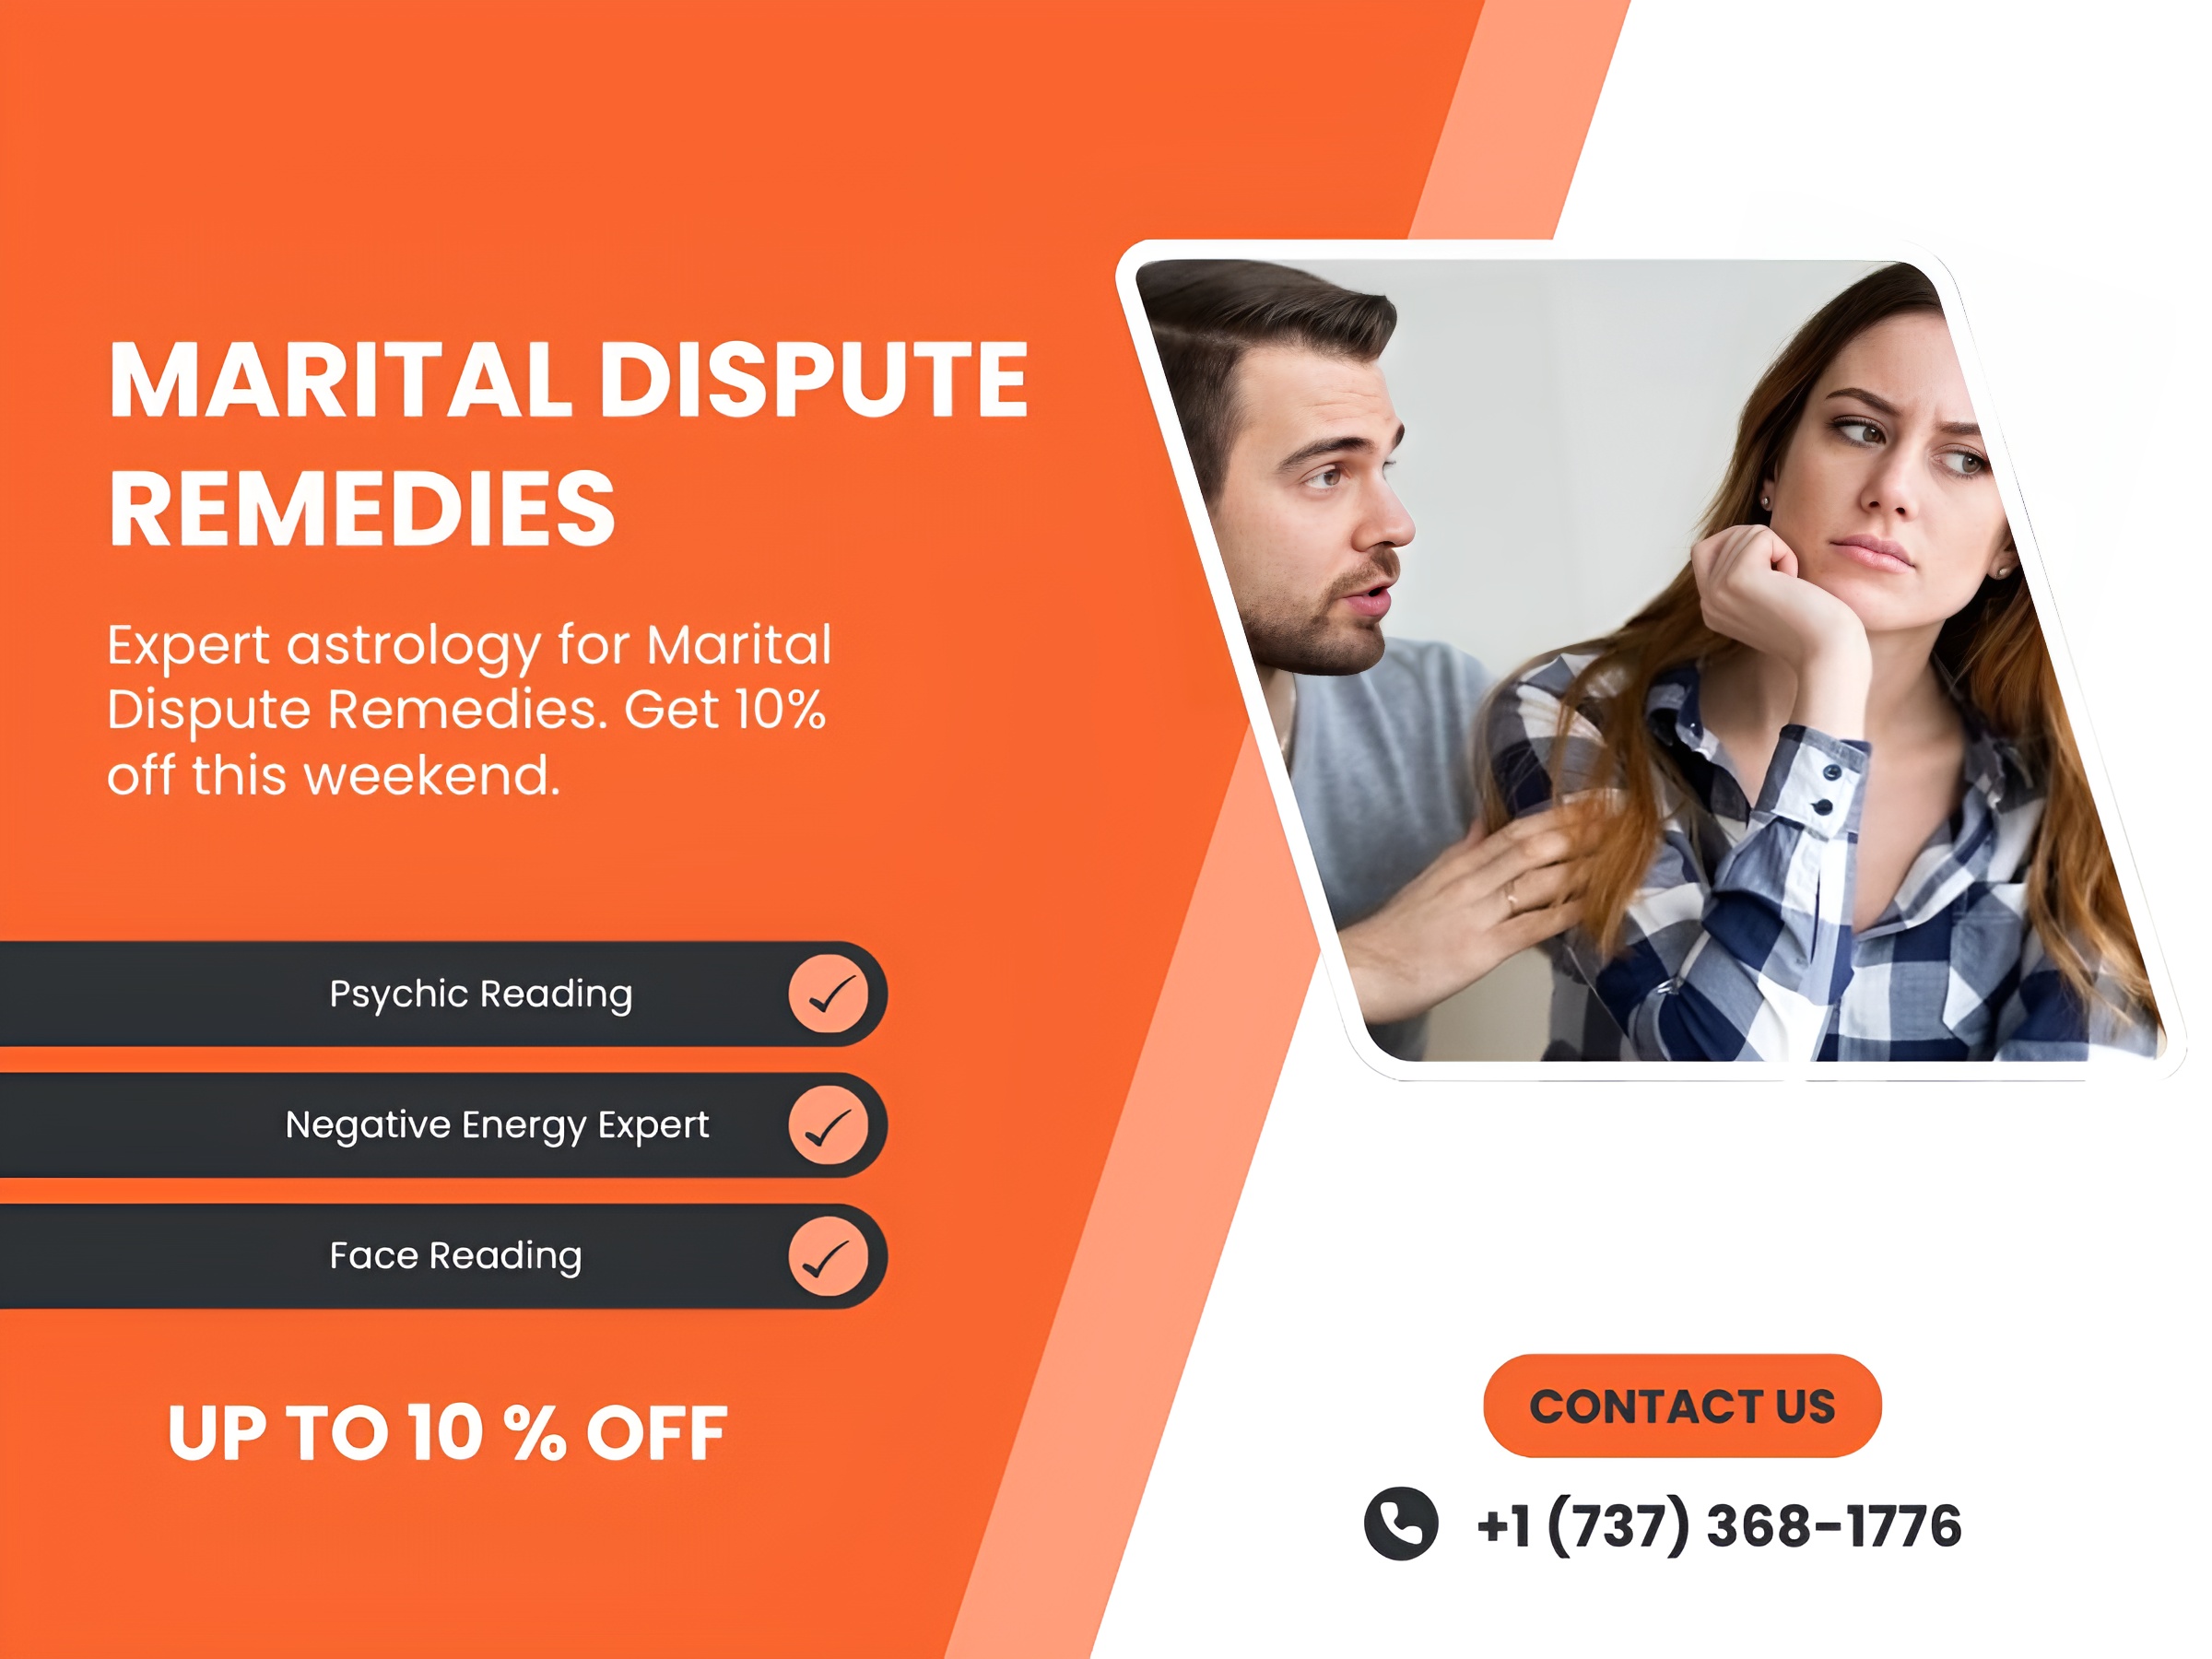 MARITAL DISPUTE
REMEDIES
Expert astrology for Marital
Dispute Remedies. Get 10%
off this weekend.
Psychic Reading
Negative Energy Expert
Face Reading
UP TO 10 % OFF
CONTACT US
+1 (737) 368-1776